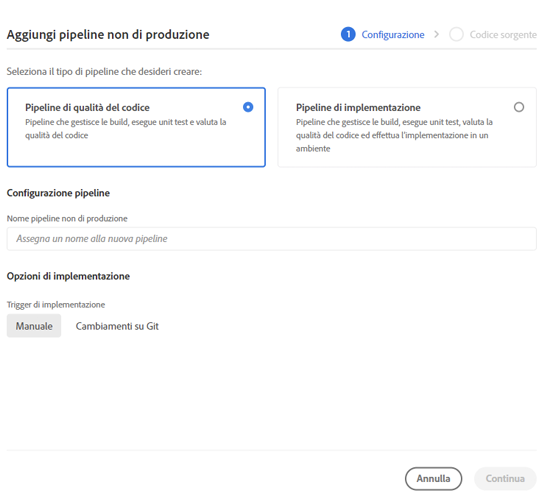 Aggiungi pipeline non di produzione
1 Configurazione > Codice sorgente
Seleziona il tipo di pipeline che desideri creare:
Pipeline di qualità del codice
Pipeline che gestisce le build, esegue unit test e valuta la
qualità del codice
Pipeline di implementazione
Pipeline che gestisce le build, esegue unit test, valuta la
qualità del codice ed effettua l'implementazione in un
ambiente
Configurazione pipeline
Nome pipeline non di produzione
Assegna un nome alla nuova pipeline
Opzioni di implementazione
Trigger di implementazione
Manuale Cambiamenti su Git
Annulla Continua